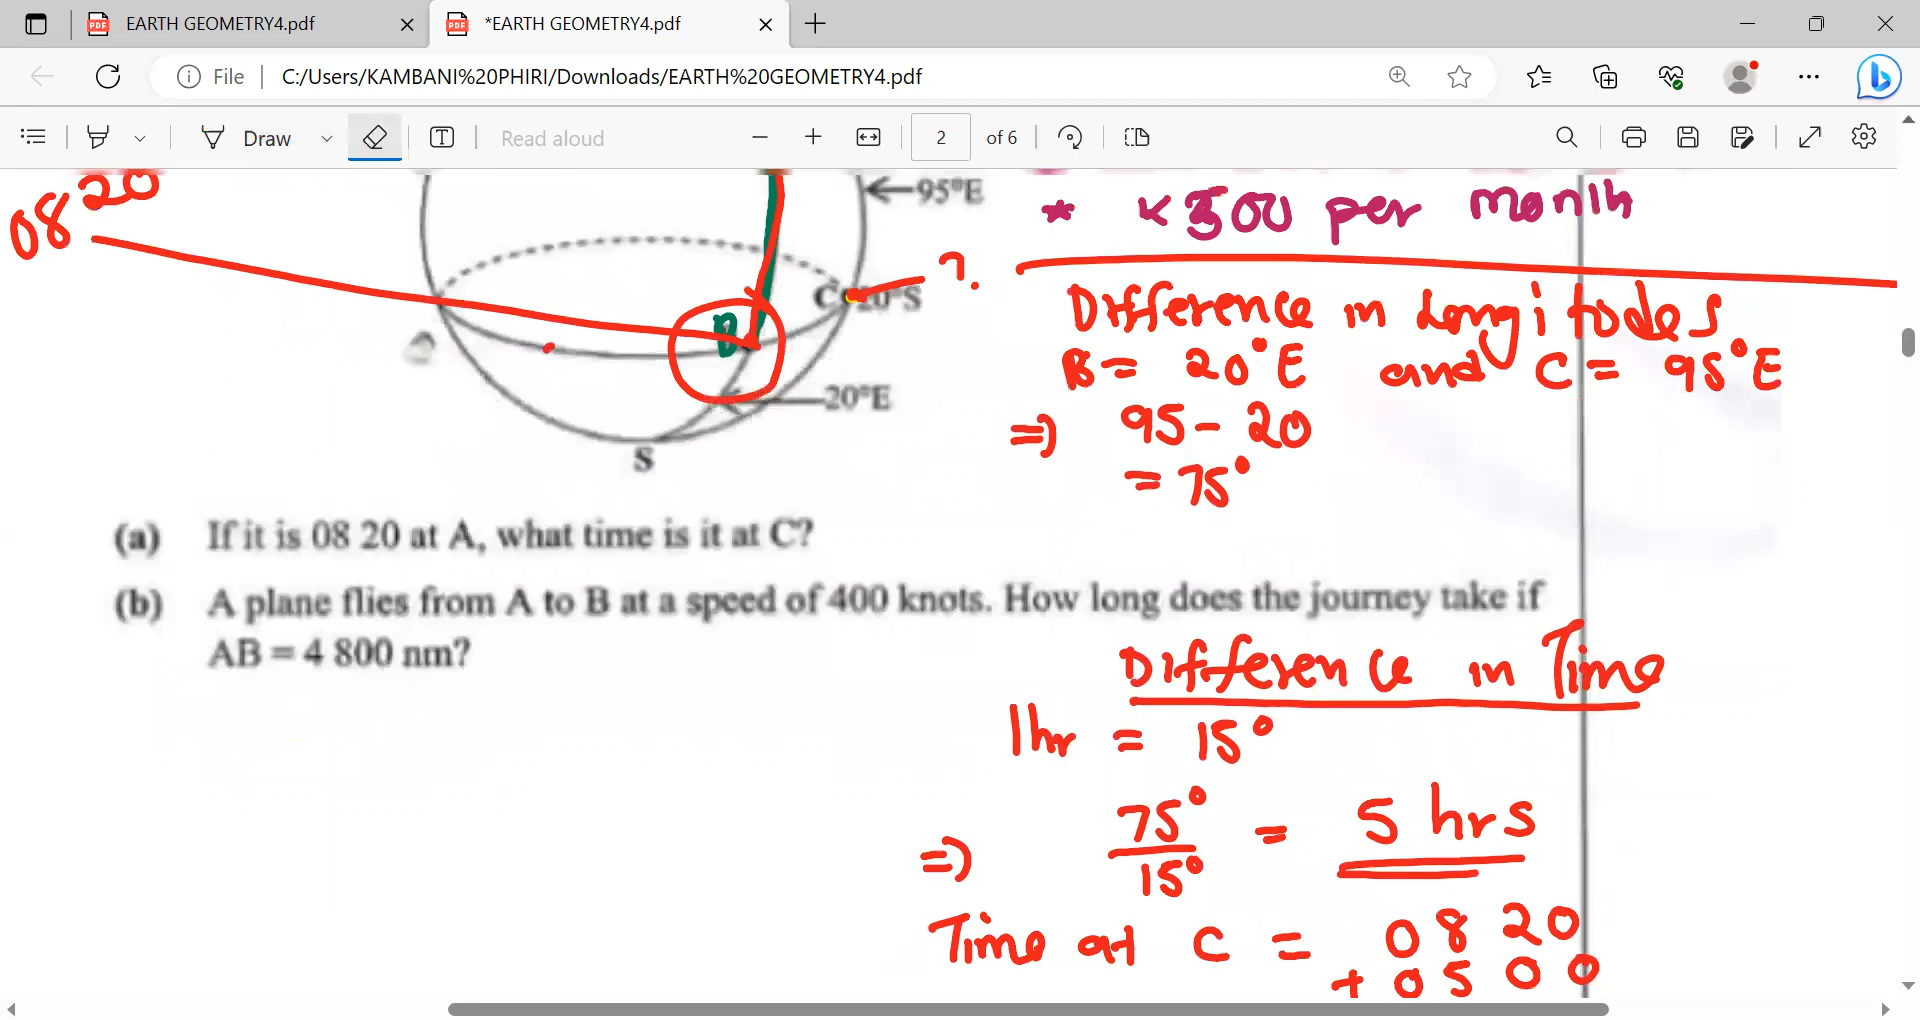 EARTH GEOMETRY4.pdf
*EARTH GEOMETRY4.pdf
File
C:/Users/KAMBANI%20PHIRI/Downloads/EARTH%20GEOMETRY4.pdf
Draw
Read aloud
2 of 6
08 20
95°E
?
C 20°S
B
20°E
S
* K300 per month
Difference in Longitudes
B = 20°E and C = 95°E
=> 95 - 20
= 75°
(a) If it is 08 20 at A, what time is it at C?
(b) A plane flies from A to B at a speed of 400 knots. How long does the journey take if
AB = 4 800 nm?
Difference in Time
1hr = 15°
=> 75°/15° = 5 hrs
Time at C = 08 20
+ 05 00